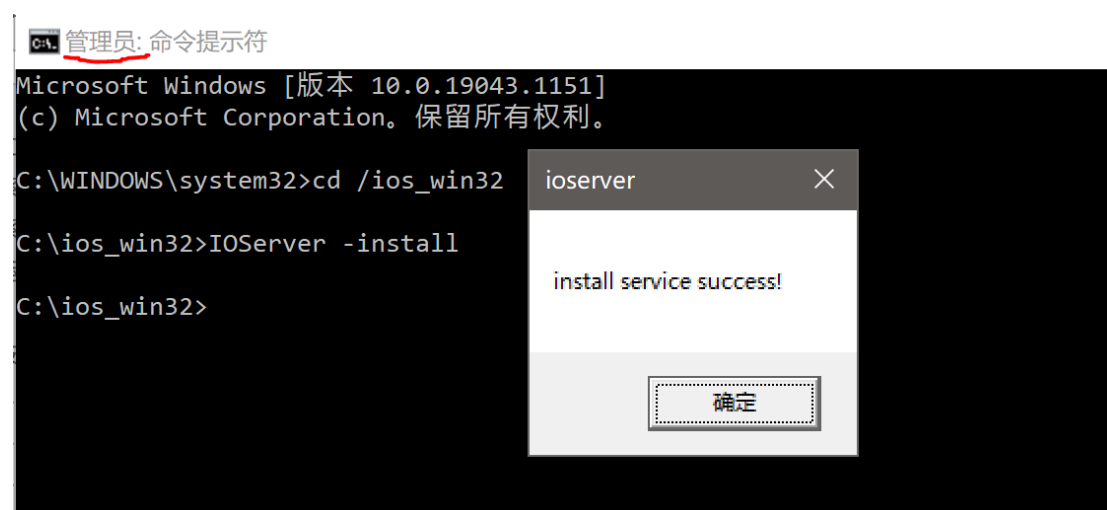 管理员: 命令提示符
Microsoft Windows [版本 10.0.19043.1151]
(c) Microsoft Corporation。保留所有权利。
C:\WINDOWS\system32>cd /ios_win32
C:\ios_win32>IOServer -install
C:\ios_win32>
ioserver
install service success!
确定